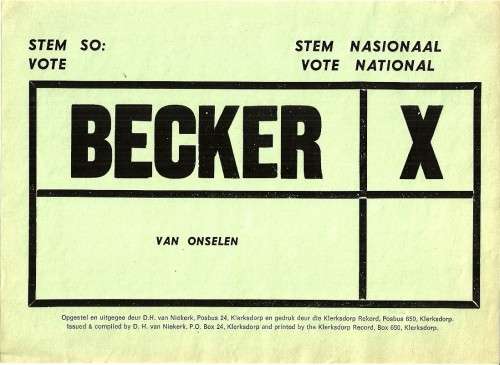 STEM SO: STEM NASIONAAL
VOTE VOTE NATIONAL
BECKER X
VAN ONSELEN
Opgestel en uitgegee deur D.H. van Niekerk, Posbus 24, Klerksdorp en gedruk deur die Klerksdorp Rekord, Posbus 650, Klerksdorp.
Issued & compiled by D. H. van Niekerk, P.O. Box 24, Klerksdorp and printed by the Klerksdorp Record, Box 650, Klerksdorp.